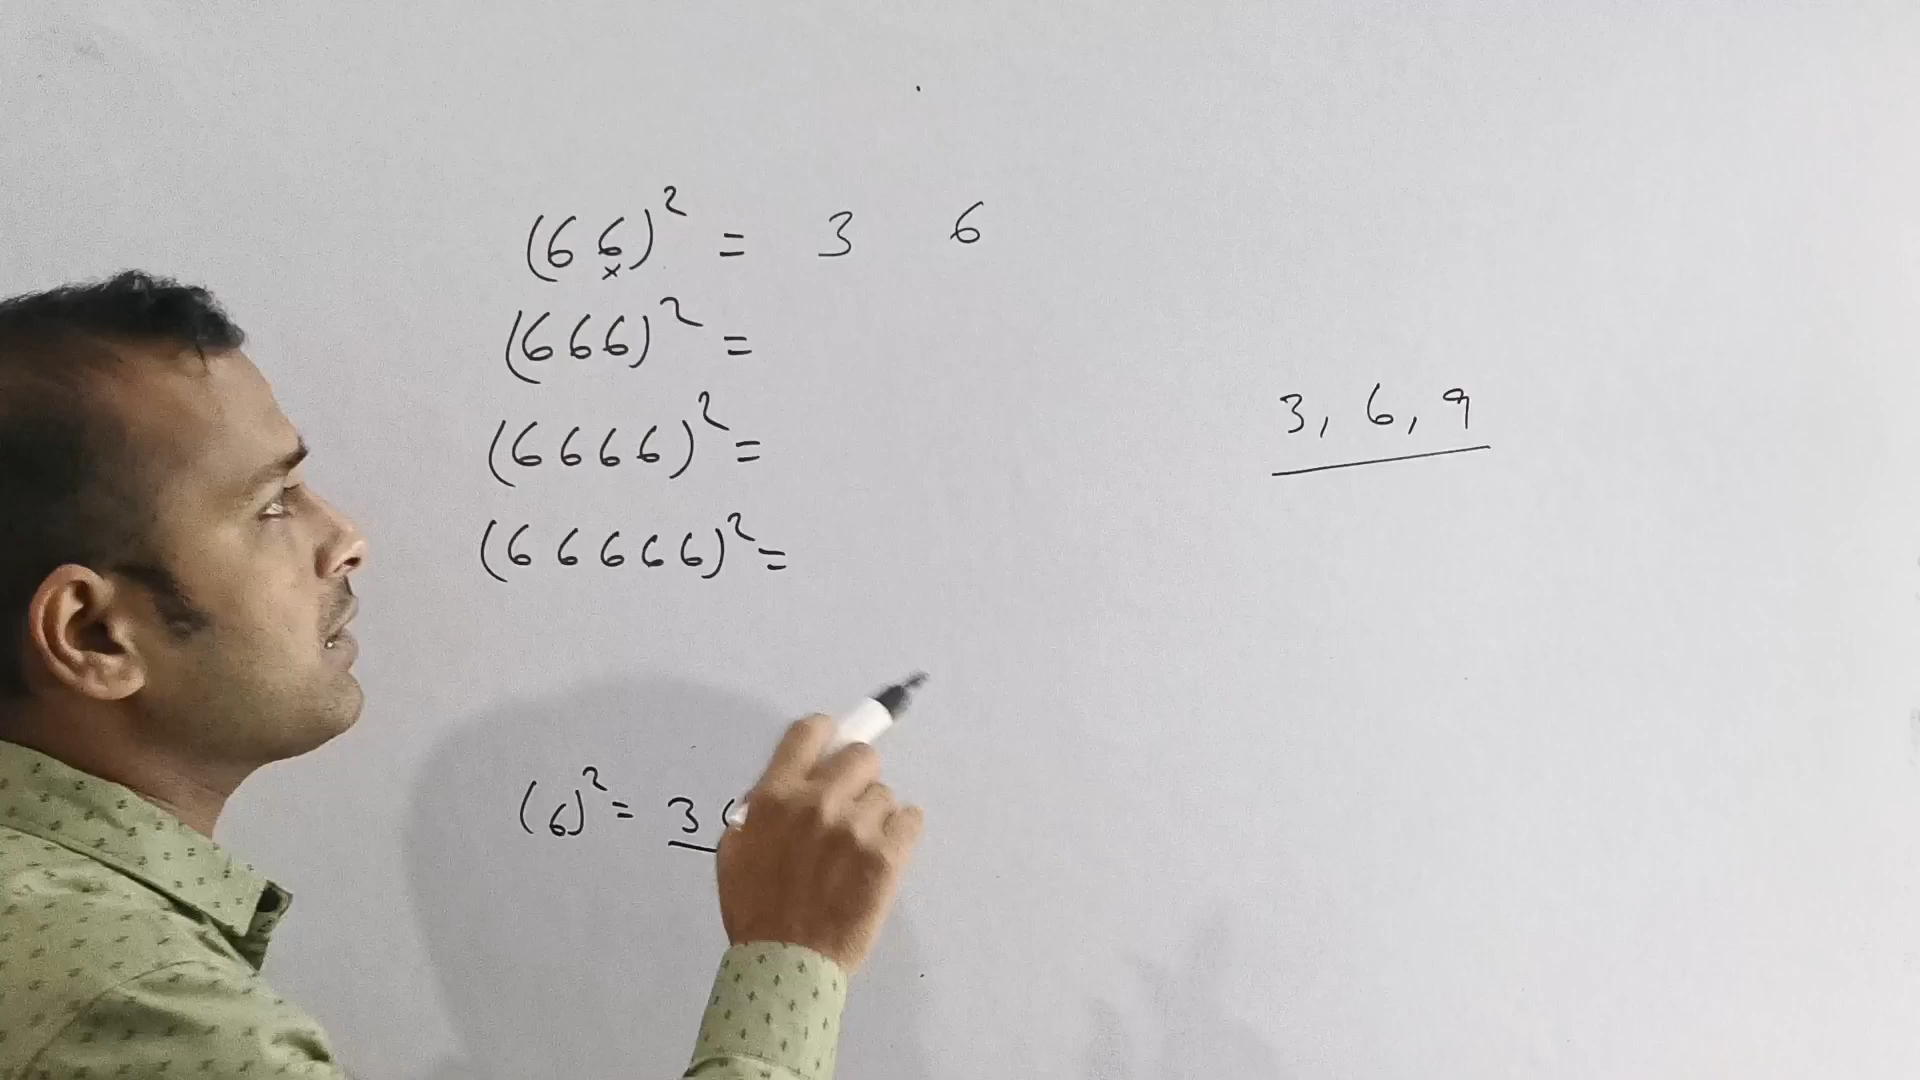 (66)² = 3 6
(666)² =
(6666)² =
3, 6, 9
(66666)² =
(6)² = 3